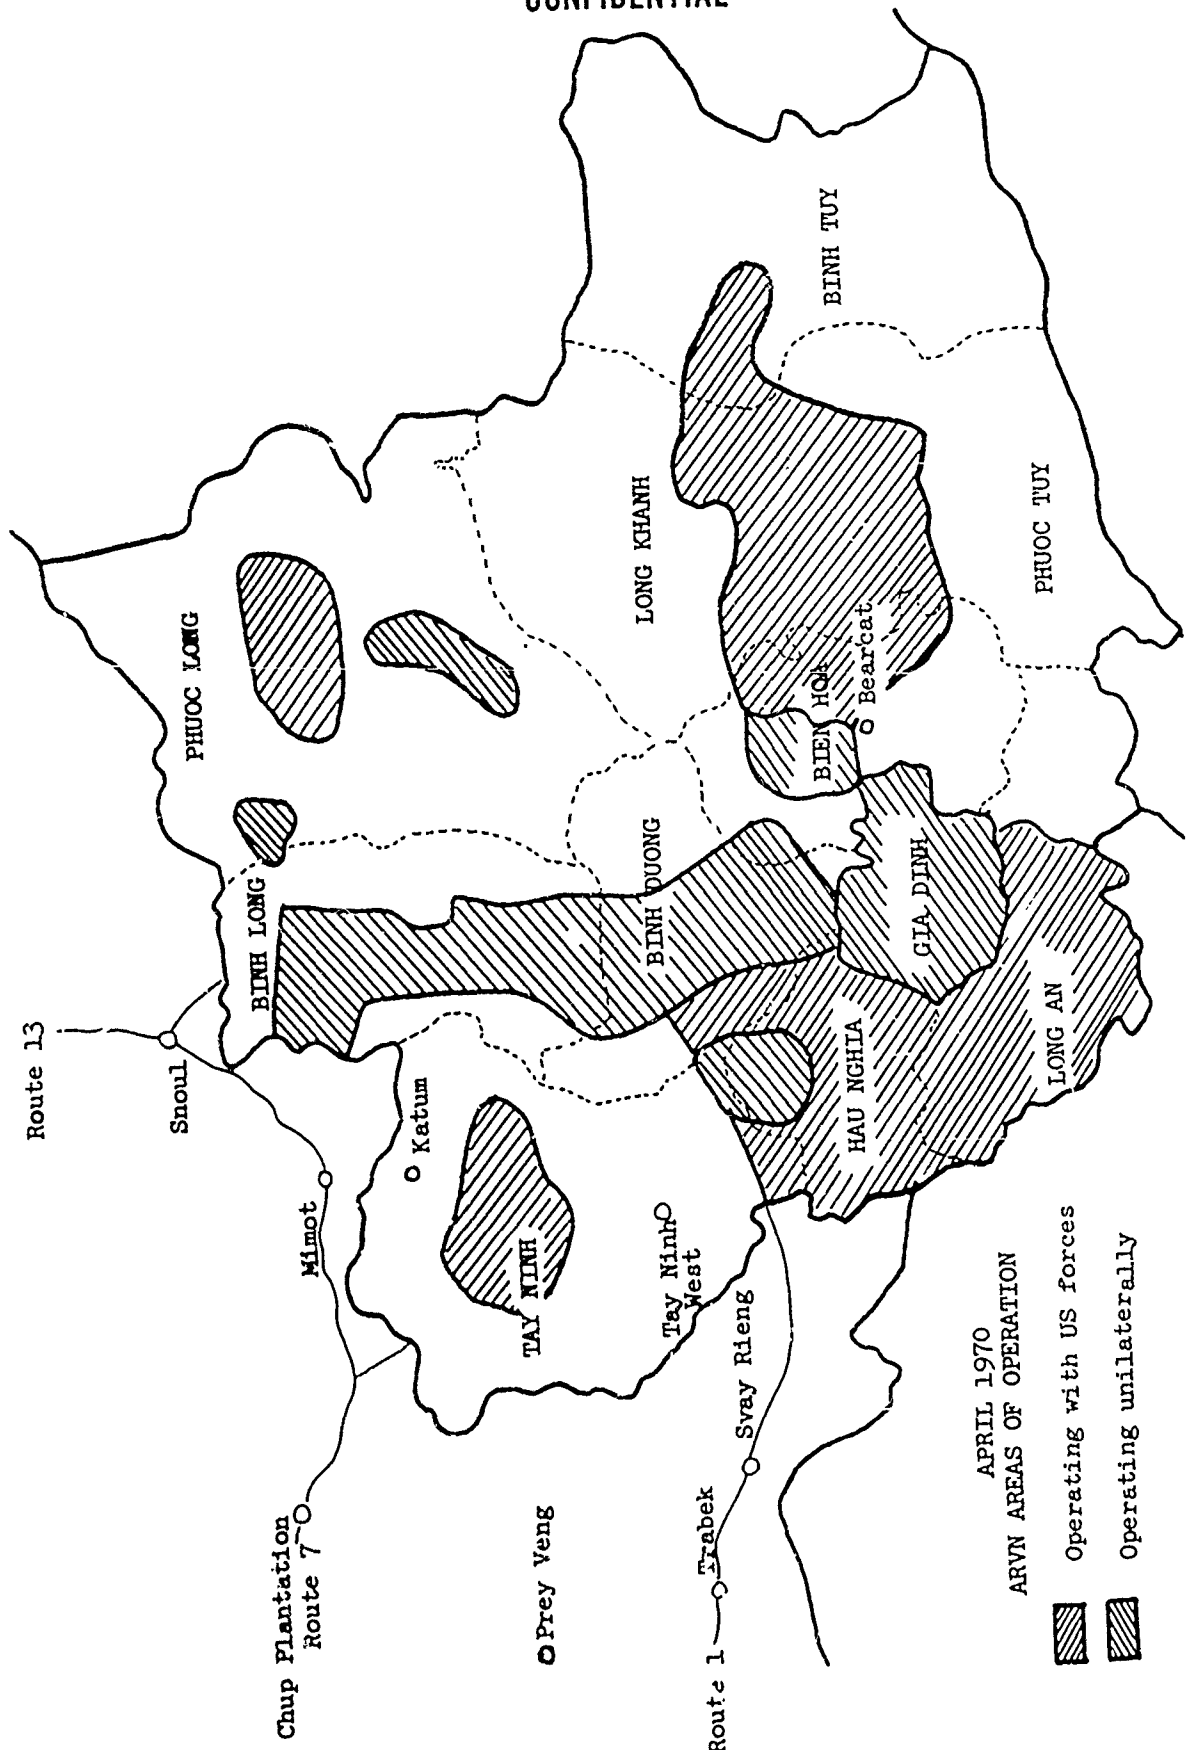 CONFIDENTIAL
Route 13
Snoul
Mimot
Chup Plantation
Route 7
Prey Veng
Route 1
Trabek
Svay Rieng
Katum
Tay Ninh
West
TAY NINH
BINH LONG
PHUOC LONG
BINH DUONG
LONG KHANH
BINH TUY
BIEN HOA
Bearcat
PHUOC TUY
GIA DINH
HAU NGHIA
LONG AN
APRIL 1970
ARVN AREAS OF OPERATION
Operating with US forces
Operating unilaterally